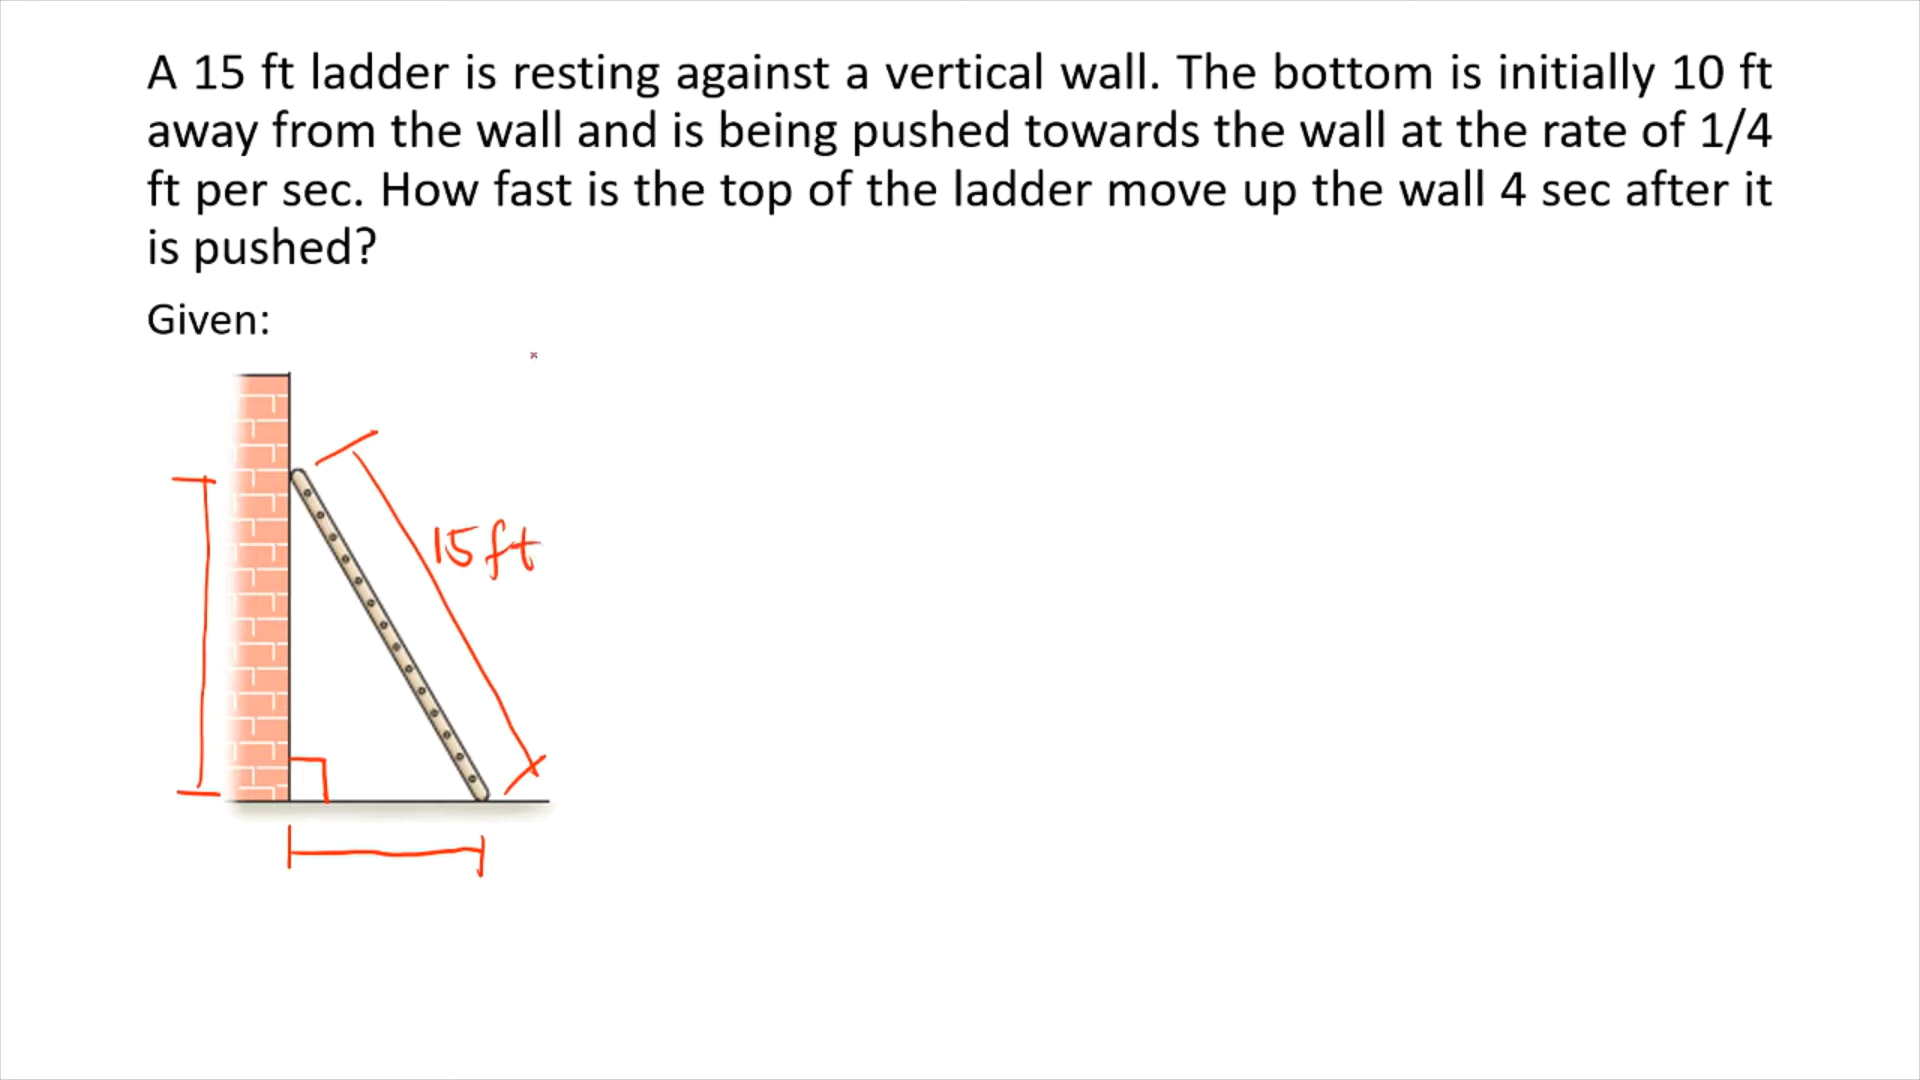 A 15 ft ladder is resting against a vertical wall. The bottom is initially 10 ft
away from the wall and is being pushed towards the wall at the rate of 1/4
ft per sec. How fast is the top of the ladder move up the wall 4 sec after it
is pushed?
Given:
15ft